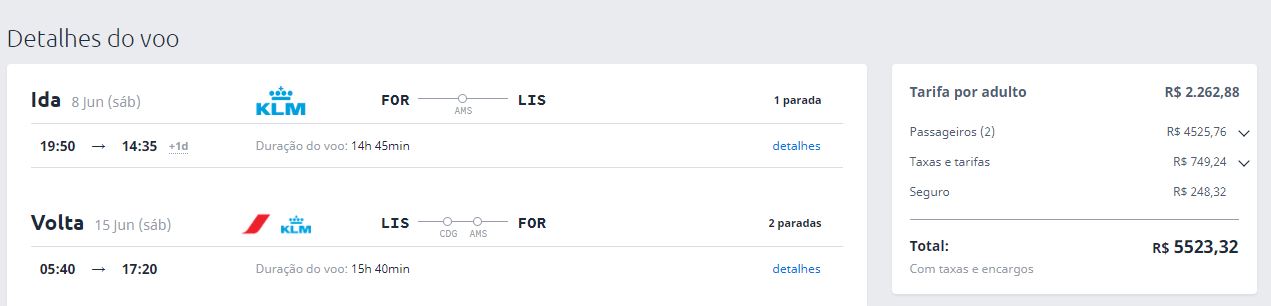 Detalhes do voo
Ida 8 Jun (sáb) KLM FOR LIS 1 parada
AMS
19:50 → 14:35 +1d Duração do voo: 14h 45min detalhes
Volta 15 Jun (sáb) KLM LIS FOR 2 paradas
CDG AMS
05:40 → 17:20 Duração do voo: 15h 40min detalhes
Tarifa por adulto R$ 2.262,88
Passageiros (2) R$ 4525,76
Taxas e tarifas R$ 749,24
Seguro R$ 248,32
Total: R$ 5523,32
Com taxas e encargos